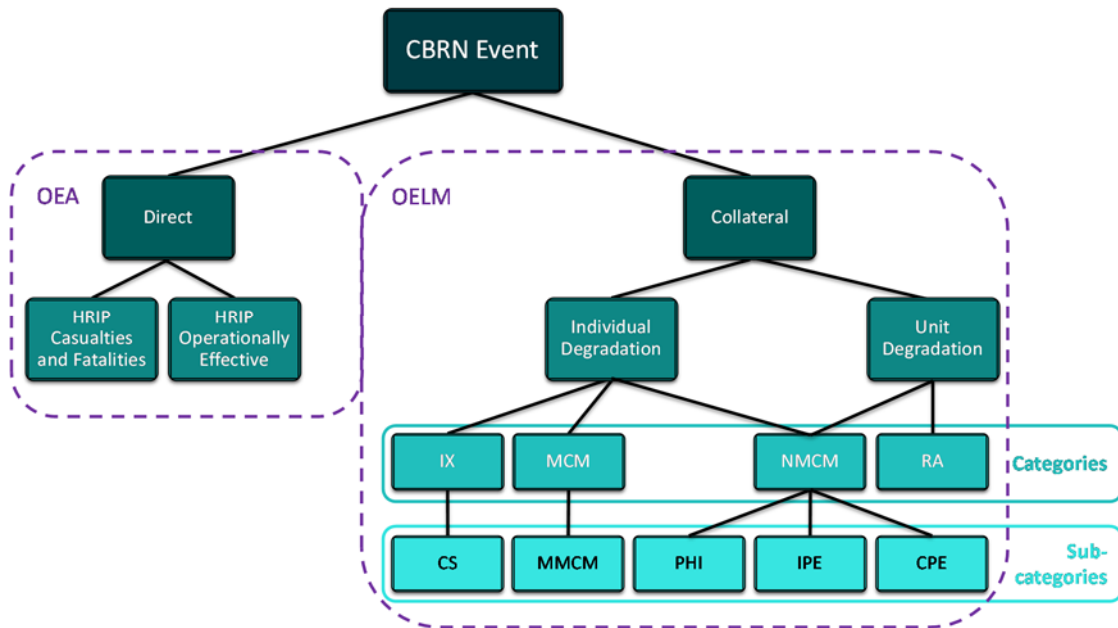 CBRN Event
OEA
Direct
HRIP
Casualties
and Fatalities
HRIP
Operationally
Effective
OELM
Collateral
Individual
Degradation
Unit
Degradation
IX
MCM
NMCM
RA
Categories
CS
MMCM
PHI
IPE
CPE
Sub-
categories